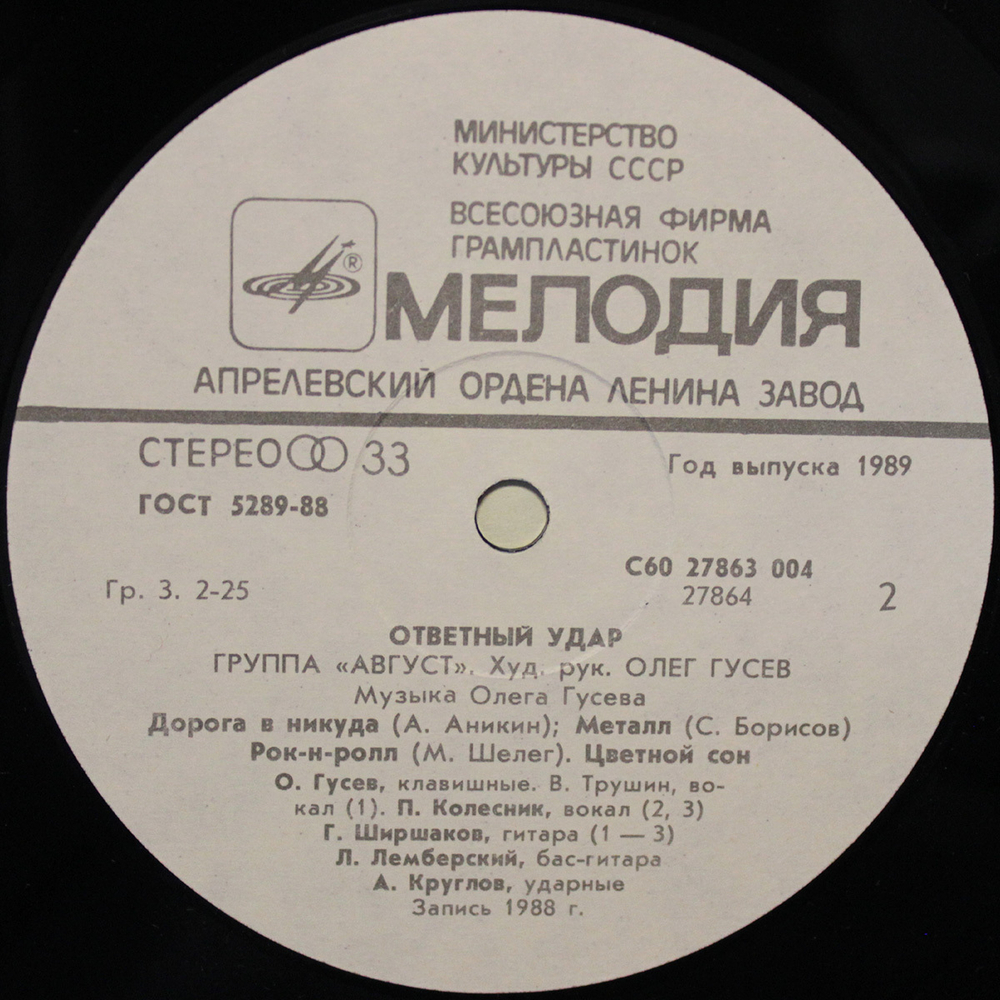 МИНИСТЕРСТВО
КУЛЬТУРЫ СССР
ВСЕСОЮЗНАЯ ФИРМА
ГРАМПЛАСТИНОК
®
МЕЛОДИЯ
АПРЕЛЕВСКИЙ ОРДЕНА ЛЕНИНА ЗАВОД
СТЕРЕО 33
Год выпуска 1989
ГОСТ 5289-88
С60 27863 004
Гр. 3. 2-25
27864
2
ОТВЕТНЫЙ УДАР
ГРУППА «АВГУСТ». Худ. рук. ОЛЕГ ГУСЕВ
Музыка Олега Гусева
Дорога в никуда (А. Аникин); Металл (С. Борисов)
Рок-н-ролл (М. Шелег). Цветной сон
О. Гусев, клавишные. В. Трушин, во-
кал (1). П. Колесник, вокал (2, 3)
Г. Ширшаков, гитара (1 — 3)
Л. Лемберский, бас-гитара
А. Круглов, ударные
Запись 1988 г.